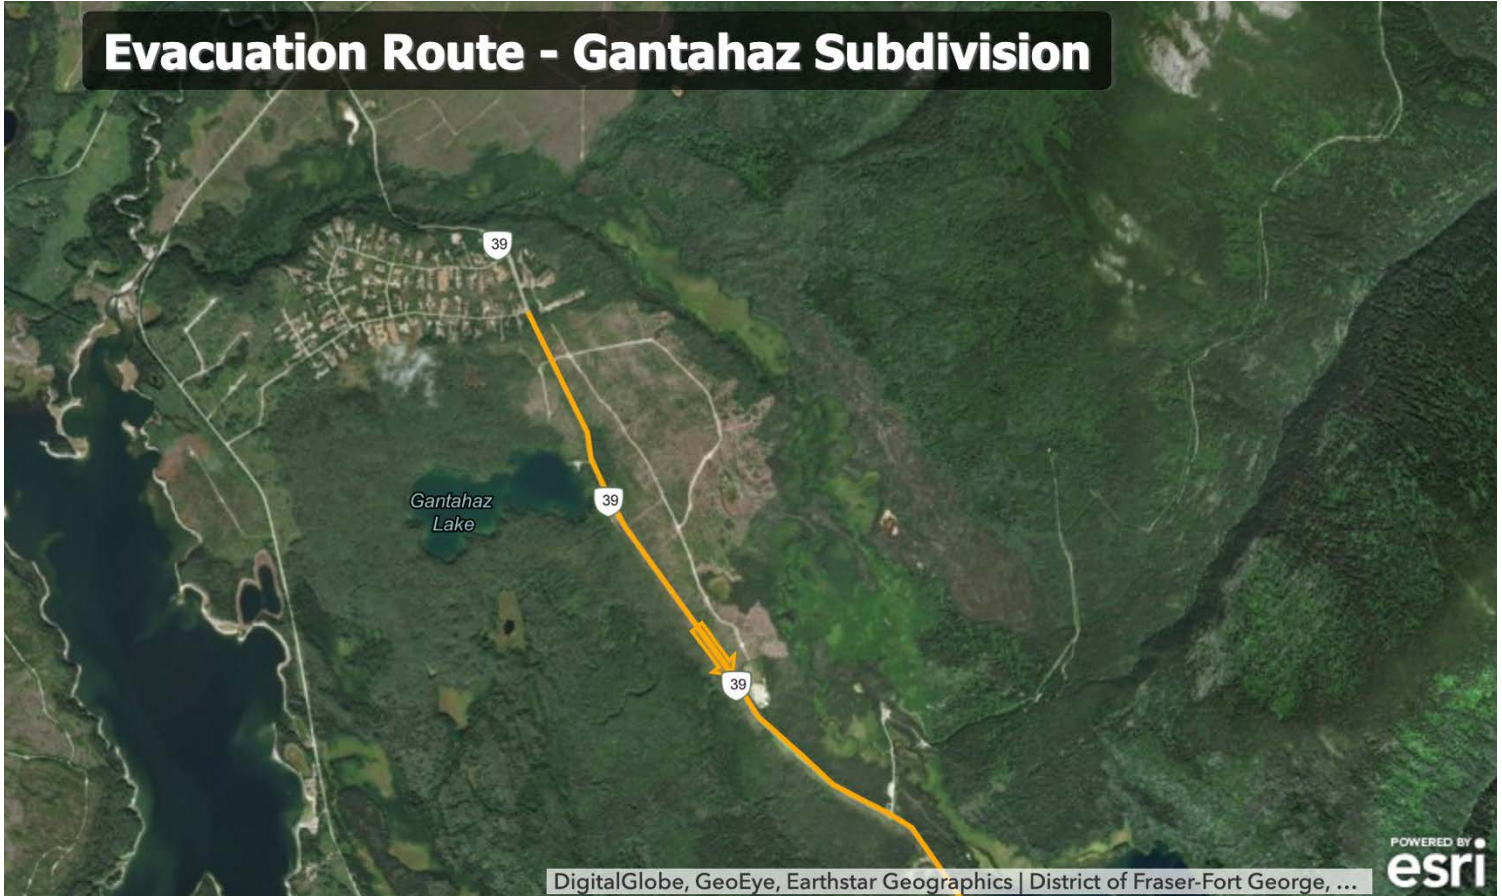 Evacuation Route - Gantahaz Subdivision
39
39
Gantahaz
Lake
39
POWERED BY
esri
DigitalGlobe, GeoEye, Earthstar Geographics | District of Fraser-Fort George, ...